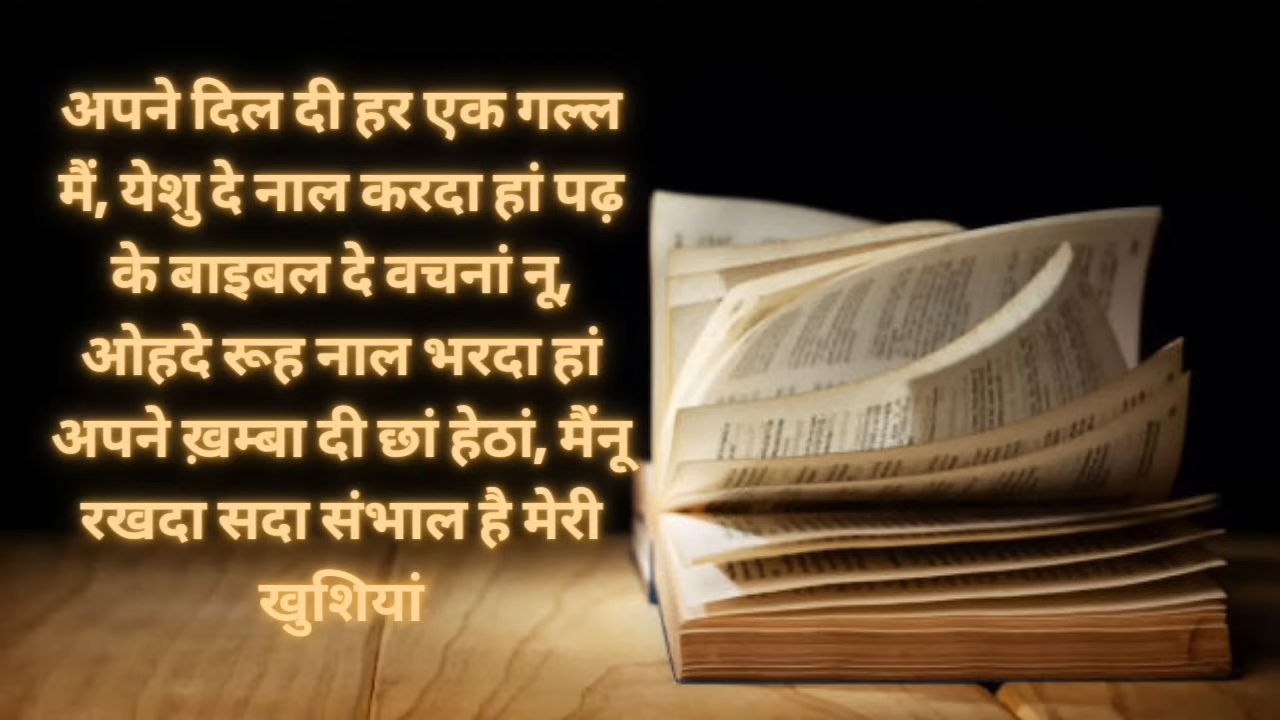 अपने दिल दी हर एक गल्ल
मैं, येशु दे नाल करदा हां पढ़
के बाइबल दे वचनां नू,
ओहदे रूह नाल भरदा हां
अपने ख़म्बा दी छां हेठां, मैंनू
रखदा सदा संभाल है मेरी
खुशियां